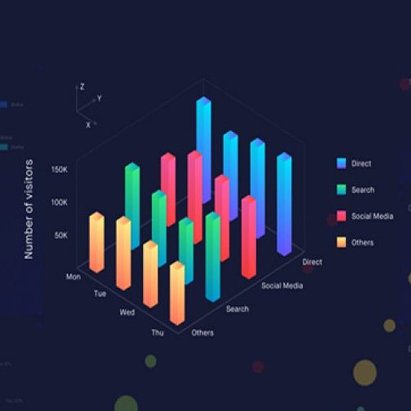 Z
Y
X
Number of visitors
150K
100K
50K
Mon
Tue
Wed
Thu
Others
Search
Social Media
Direct
Direct
Search
Social Media
Others